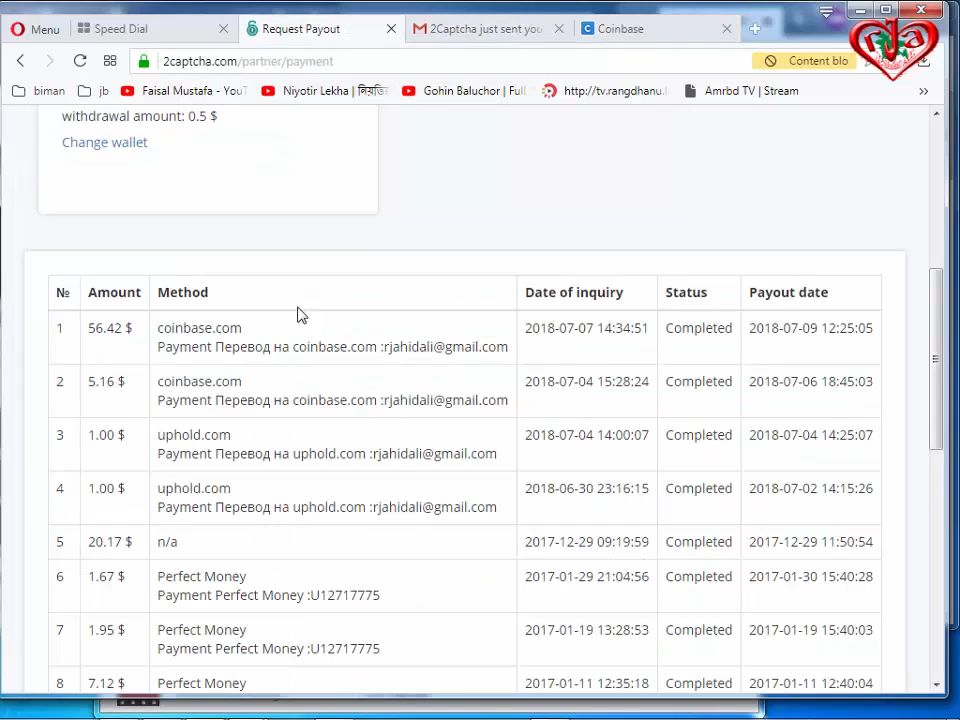 Menu Speed Dial Request Payout 2Captcha just sent you Coinbase
2captcha.com/partner/payment Content blo
biman jb Faisal Mustafa - YouT Niyotir Lekha | Gohin Baluchor | Full http://tv.rangdhanu. Amrbd TV | Stream
withdrawal amount: 0.5 $
Change wallet
№ Amount Method Date of inquiry Status Payout date
1 56.42 $ coinbase.com 2018-07-07 14:34:51 Completed 2018-07-09 12:25:05
Payment Перевод на coinbase.com :rjahidali@gmail.com
2 5.16 $ coinbase.com 2018-07-04 15:28:24 Completed 2018-07-06 18:45:03
Payment Перевод на coinbase.com :rjahidali@gmail.com
3 1.00 $ uphold.com 2018-07-04 14:00:07 Completed 2018-07-04 14:25:07
Payment Перевод на uphold.com :rjahidali@gmail.com
4 1.00 $ uphold.com 2018-06-30 23:16:15 Completed 2018-07-02 14:15:26
Payment Перевод на uphold.com :rjahidali@gmail.com
5 20.17 $ n/a 2017-12-29 09:19:59 Completed 2017-12-29 11:50:54
6 1.67 $ Perfect Money 2017-01-29 21:04:56 Completed 2017-01-30 15:40:28
Payment Perfect Money :U12717775
7 1.95 $ Perfect Money 2017-01-19 13:28:53 Completed 2017-01-19 15:40:03
Payment Perfect Money :U12717775
8 7.12 $ Perfect Money 2017-01-11 12:35:18 Completed 2017-01-11 12:40:04